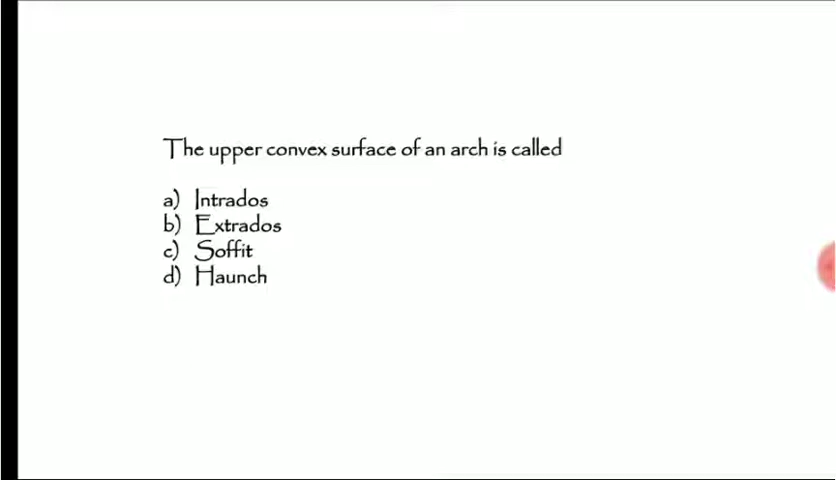 The upper convex surface of an arch is called
a) Intrados
b) Extrados
c) Soffit
d) Haunch